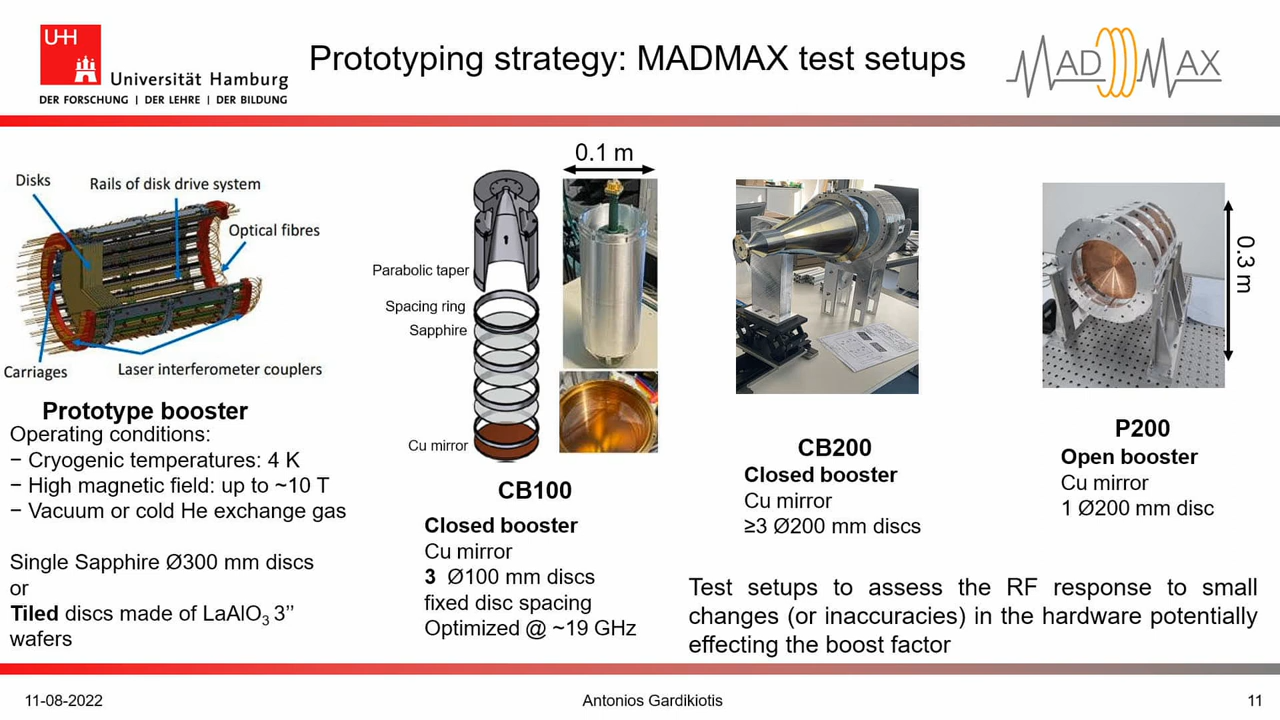 UH
Universität Hamburg
DER FORSCHUNG | DER LEHRE | DER BILDUNG
Prototyping strategy: MADMAX test setups
MAD MAX
Disks
Rails of disk drive system
Optical fibres
Carriages
Laser interferometer couplers
Prototype booster
Operating conditions:
− Cryogenic temperatures: 4 K
− High magnetic field: up to ~10 T
− Vacuum or cold He exchange gas
Single Sapphire Ø300 mm discs
or
Tiled discs made of LaAlO₃ 3’’
wafers
0.1 m
Parabolic taper
Spacing ring
Sapphire
Cu mirror
CB100
Closed booster
Cu mirror
3 Ø100 mm discs
fixed disc spacing
Optimized @ ~19 GHz
CB200
Closed booster
Cu mirror
≥3 Ø200 mm discs
0.3 m
P200
Open booster
Cu mirror
1 Ø200 mm disc
Test setups to assess the RF response to small
changes (or inaccuracies) in the hardware potentially
effecting the boost factor
11-08-2022
Antonios Gardikiotis
11